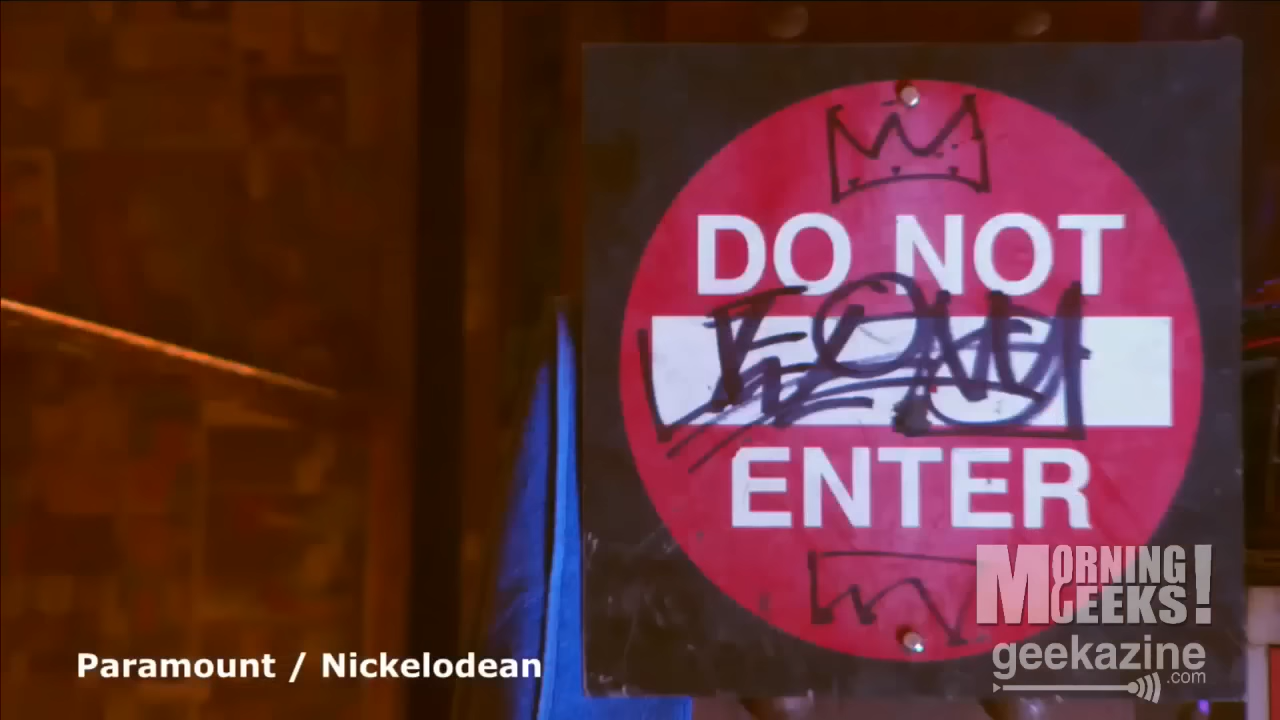 DO NOT
ENTER
MORNING
GEEKS!
geekazine
.com
Paramount / Nickelodean